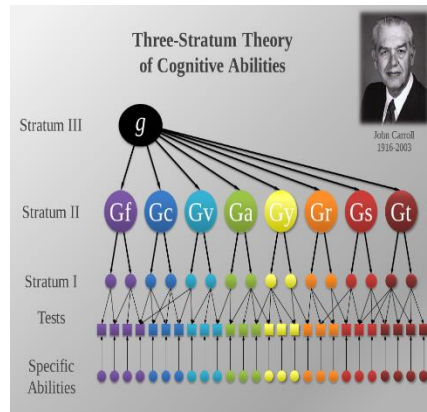 Three-Stratum Theory
of Cognitive Abilities
John Carroll
1916-2003
Stratum III
g
Stratum II
Gf Gc Gv Ga Gy Gr Gs Gt
Stratum I
Tests
Specific
Abilities